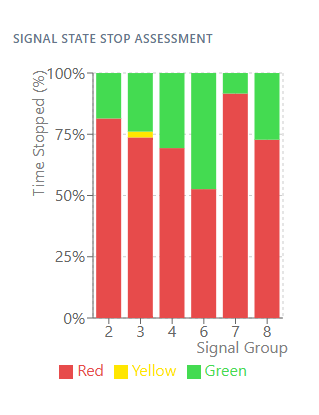 SIGNAL STATE STOP ASSESSMENT
Time Stopped (%)
100%
75%
50%
25%
0%
2 3 4 6 7 8
Signal Group
Red Yellow Green